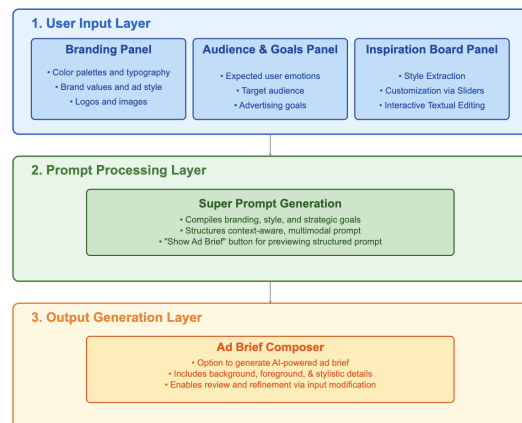 1. User Input Layer
Branding Panel
• Color palettes and typography
• Brand values and ad style
• Logos and images
Audience & Goals Panel
• Expected user emotions
• Target audience
• Advertising goals
Inspiration Board Panel
• Style Extraction
• Customization via Sliders
• Interactive Textual Editing
2. Prompt Processing Layer
Super Prompt Generation
• Compiles branding, style, and strategic goals
• Structures context-aware, multimodal prompt
• "Show Ad Brief" button for previewing structured prompt
3. Output Generation Layer
Ad Brief Composer
• Option to generate AI-powered ad brief
• Includes background, foreground, & stylistic details
• Enables review and refinement via input modification